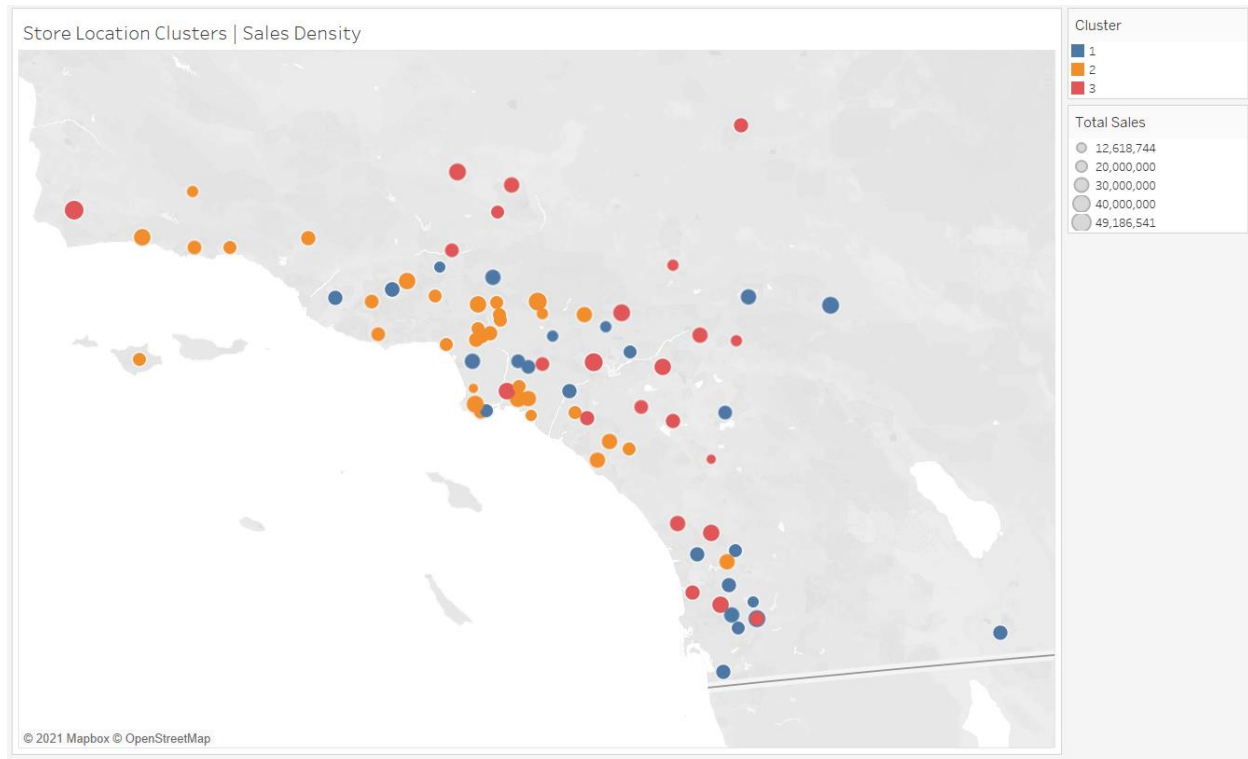 Store Location Clusters | Sales Density
Cluster
1
2
3
Total Sales
12,618,744
20,000,000
30,000,000
40,000,000
49,186,541
© 2021 Mapbox © OpenStreetMap